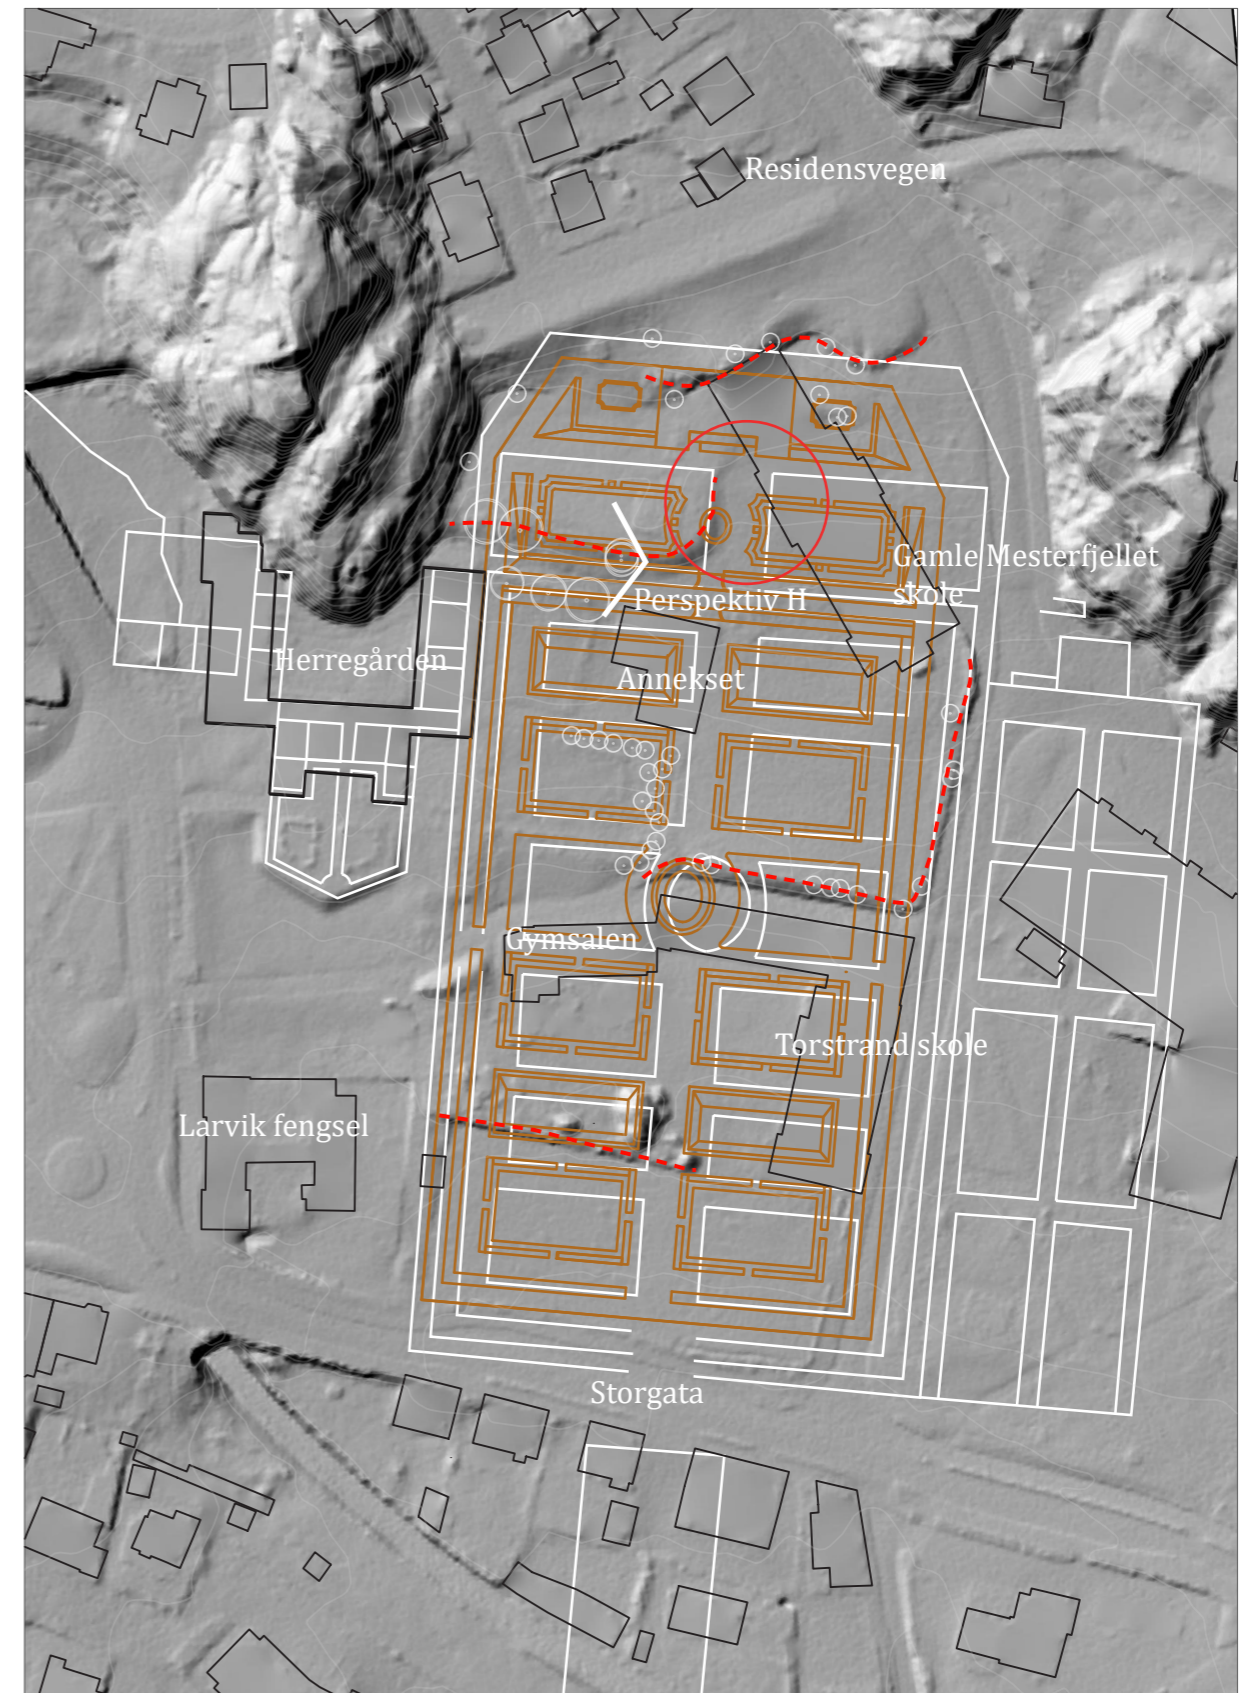 Residensvegen
Gamle Mesterfjellet
skole
Perspektiv H
Herregården
Annekset
Gymsalen
Torstrand skole
Larvik fengsel
Storgata